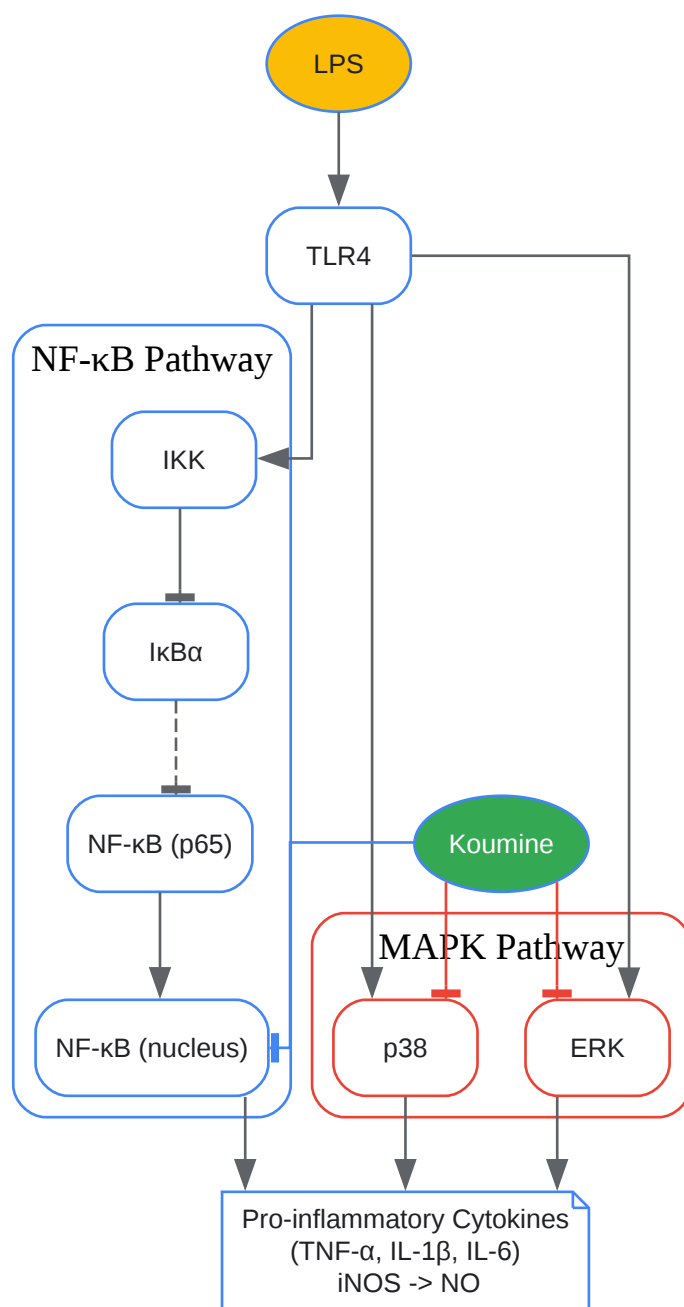 LPS
TLR4
NF-κB Pathway
IKK
IκBα
NF-κB (p65)
Koumine
MAPK Pathway
NF-κB (nucleus)
p38
ERK
Pro-inflammatory Cytokines
(TNF-α, IL-1β, IL-6)
iNOS -> NO